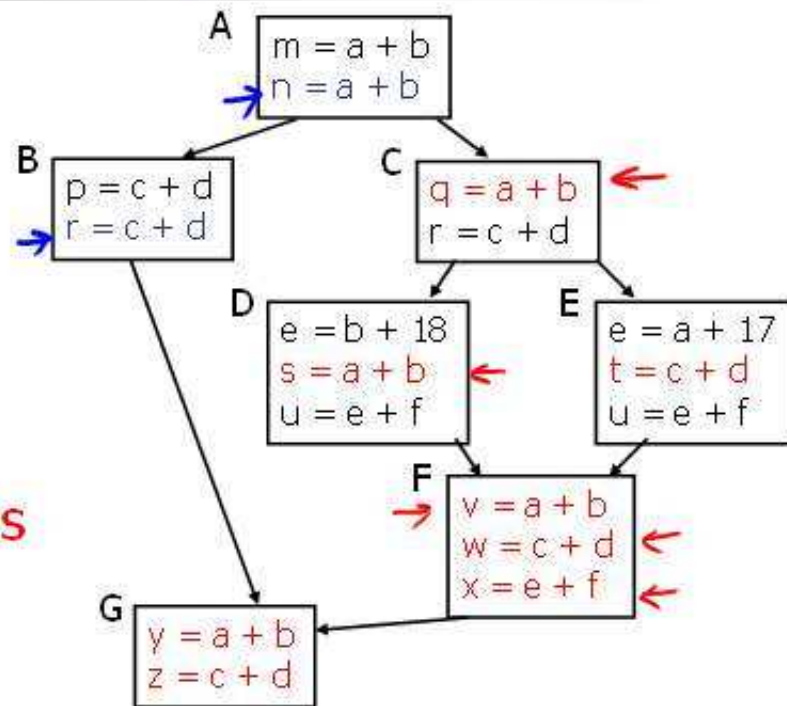 A
m = a + b
n = a + b
B
p = c + d
r = c + d
C
q = a + b
r = c + d
D
e = b + 18
s = a + b
u = e + f
E
e = a + 17
t = c + d
u = e + f
F
v = a + b
w = c + d
x = e + f
S
G
y = a + b
z = c + d